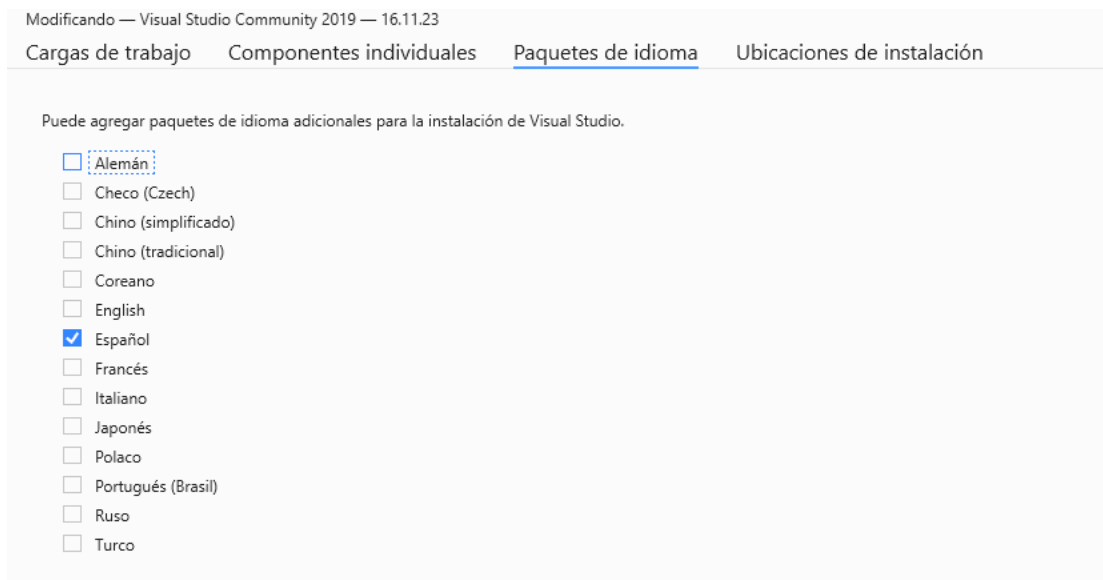 Modificando — Visual Studio Community 2019 — 16.11.23
Cargas de trabajo Componentes individuales Paquetes de idioma Ubicaciones de instalación
Puede agregar paquetes de idioma adicionales para la instalación de Visual Studio.
Alemán
Checo (Czech)
Chino (simplificado)
Chino (tradicional)
Coreano
English
Español
Francés
Italiano
Japonés
Polaco
Portugués (Brasil)
Ruso
Turco